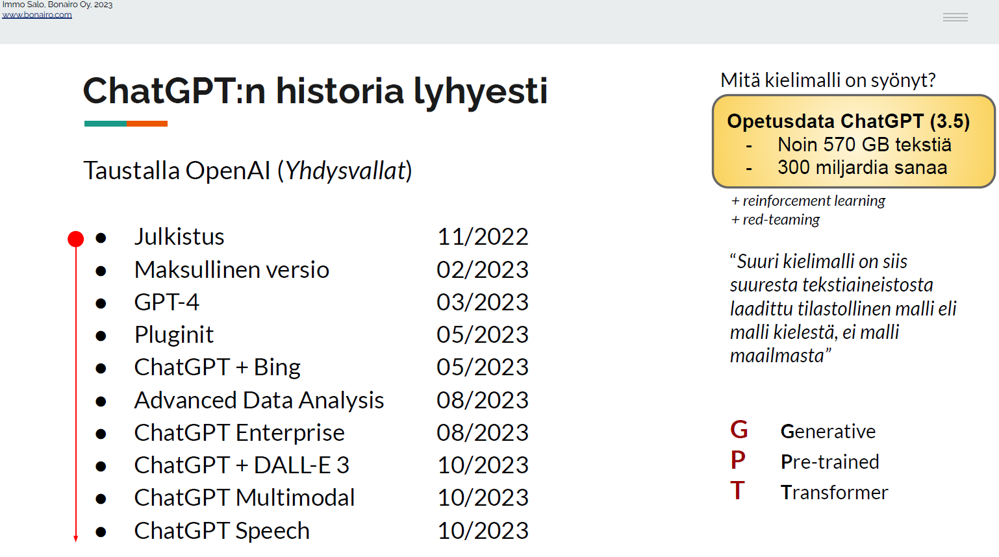 Immo Salo, Bonairo Oy, 2023
www.bonairo.com
ChatGPT:n historia lyhyesti
Taustalla OpenAI (Yhdysvallat)
● Julkistus 11/2022
● Maksullinen versio 02/2023
● GPT-4 03/2023
● Pluginit 05/2023
● ChatGPT + Bing 05/2023
● Advanced Data Analysis 08/2023
● ChatGPT Enterprise 08/2023
● ChatGPT + DALL-E 3 10/2023
● ChatGPT Multimodal 10/2023
● ChatGPT Speech 10/2023
Mitä kielimalli on syönyt?
Opetusdata ChatGPT (3.5)
- Noin 570 GB tekstiä
- 300 miljardia sanaa
+ reinforcement learning
+ red-teaming
“Suuri kielimalli on siis
suuresta tekstiaineistosta
laadittu tilastollinen malli eli
malli kielestä, ei malli
maailmasta”
G Generative
P Pre-trained
T Transformer